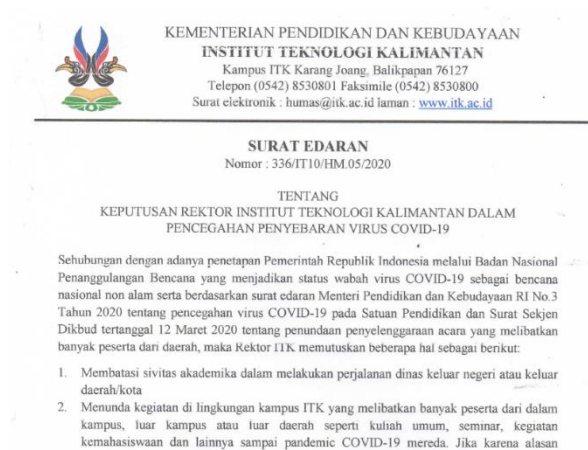 KEMENTERIAN PENDIDIKAN DAN KEBUDAYAAN
INSTITUT TEKNOLOGI KALIMANTAN
Kampus ITK Karang Joang, Balikpapan 76127
Telepon (0542) 8530801 Faksimile (0542) 8530800
Surat elektronik : humas@itk.ac.id laman : www.itk.ac.id
SURAT EDARAN
Nomor : 336/IT10/HM.05/2020
TENTANG
KEPUTUSAN REKTOR INSTITUT TEKNOLOGI KALIMANTAN DALAM
PENCEGAHAN PENYEBARAN VIRUS COVID-19
Sehubungan dengan adanya penetapan Pemerintah Republik Indonesia melalui Badan Nasional
Penanggulangan Bencana yang menjadikan status wabah virus COVID-19 sebagai bencana
nasional non alam serta berdasarkan surat edaran Menteri Pendidikan dan Kebudayaan RI No.3
Tahun 2020 tentang pencegahan virus COVID-19 pada Satuan Pendidikan dan Surat Sekjen
Dikbud tertanggal 12 Maret 2020 tentang penundaan penyelenggaraan acara yang melibatkan
banyak peserta dari daerah, maka Rektor ITK memutuskan beberapa hal sebagai berikut:
1. Membatasi sivitas akademika dalam melakukan perjalanan dinas keluar negeri atau keluar
daerah/kota
2. Menunda kegiatan di lingkungan kampus ITK yang melibatkan banyak peserta dari dalam
kampus, luar kampus atau luar daerah seperti kuliah umum, seminar, kegiatan
kemahasiswaan dan lainnya sampai pandemic COVID-19 mereda. Jika karena alasan